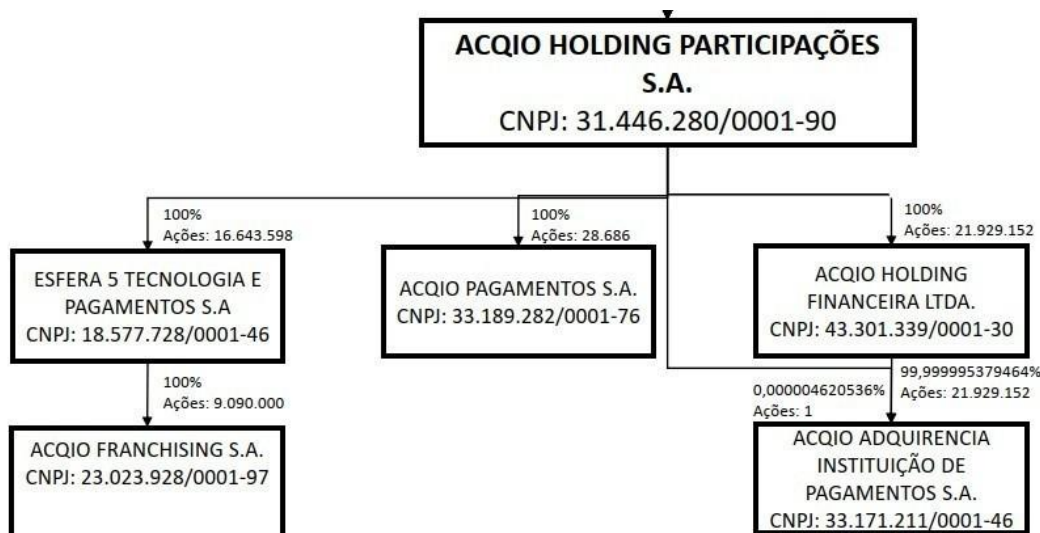 ACQIO HOLDING PARTICIPAÇÕES
S.A.
CNPJ: 31.446.280/0001-90
100%
Ações: 16.643.598
100%
Ações: 28.686
100%
Ações: 21.929.152
ESFERA 5 TECNOLOGIA E
PAGAMENTOS S.A
CNPJ: 18.577.728/0001-46
ACQIO PAGAMENTOS S.A.
CNPJ: 33.189.282/0001-76
ACQIO HOLDING
FINANCEIRA LTDA.
CNPJ: 43.301.339/0001-30
100%
Ações: 9.090.000
0,0000004620536%
Ações: 1
99,999995379464%
Ações: 21.929.152
ACQIO FRANCHISING S.A.
CNPJ: 23.023.928/0001-97
ACQIO ADQUIRENCIA
INSTITUIÇÃO DE
PAGAMENTOS S.A.
CNPJ: 33.171.211/0001-46